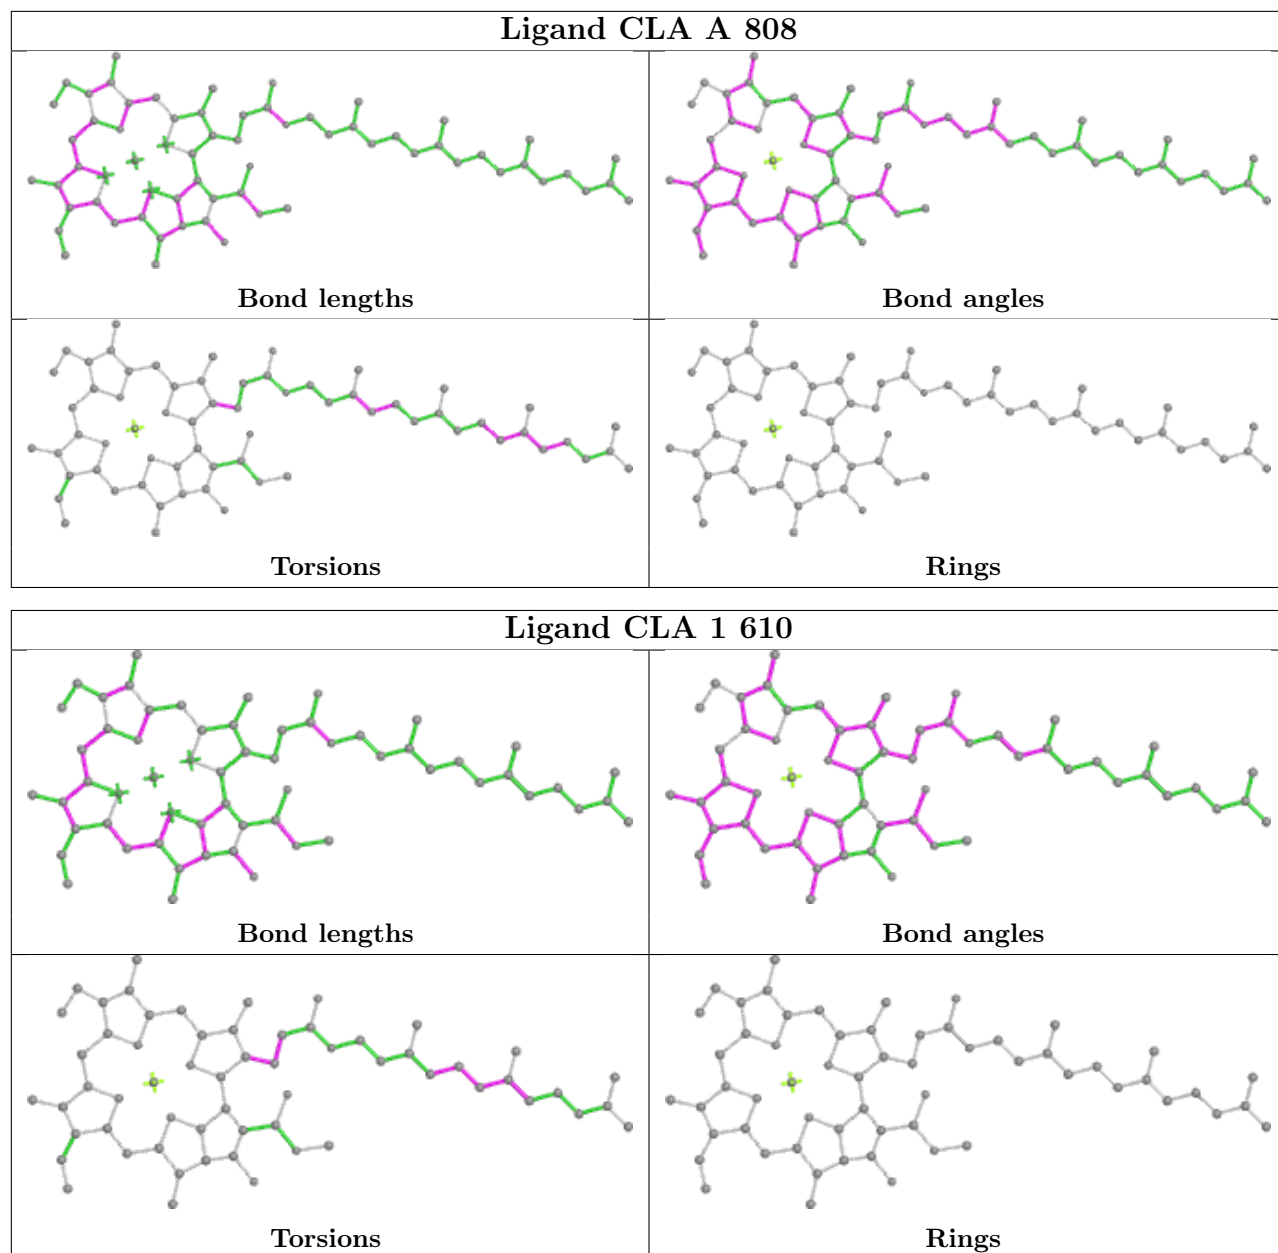 Ligand CLA A 808
Bond lengths
Bond angles
Torsions
Rings
Ligand CLA 1 610
Bond lengths
Bond angles
Torsions
Rings